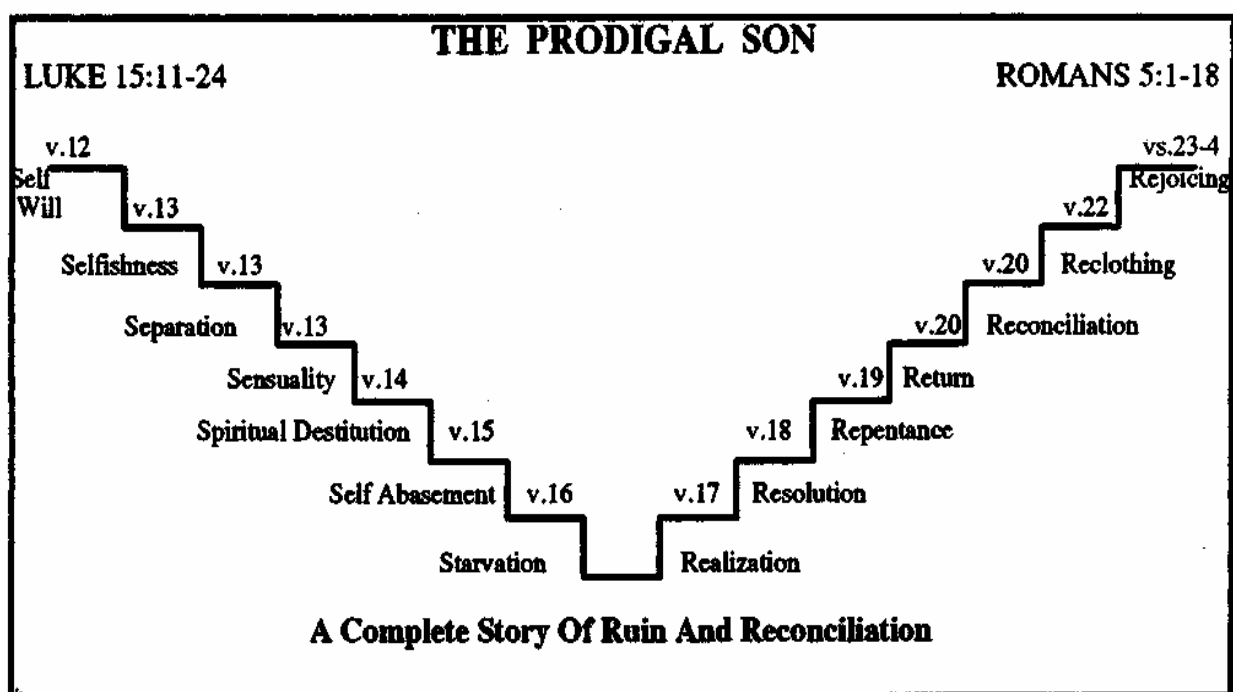 THE PRODIGAL SON
LUKE 15:11-24
ROMANS 5:1-18
v.12
vs.23-4
Self
Will
Rejoicing
v.13
v.22
Selfishness
v.13
v.20
Reclothing
Separation
v.13
v.20
Reconciliation
Sensuality
v.14
v.19
Return
Spiritual Destitution
v.15
v.18
Repentance
Self Abasement
v.16
v.17
Resolution
Starvation
Realization
A Complete Story Of Ruin And Reconciliation